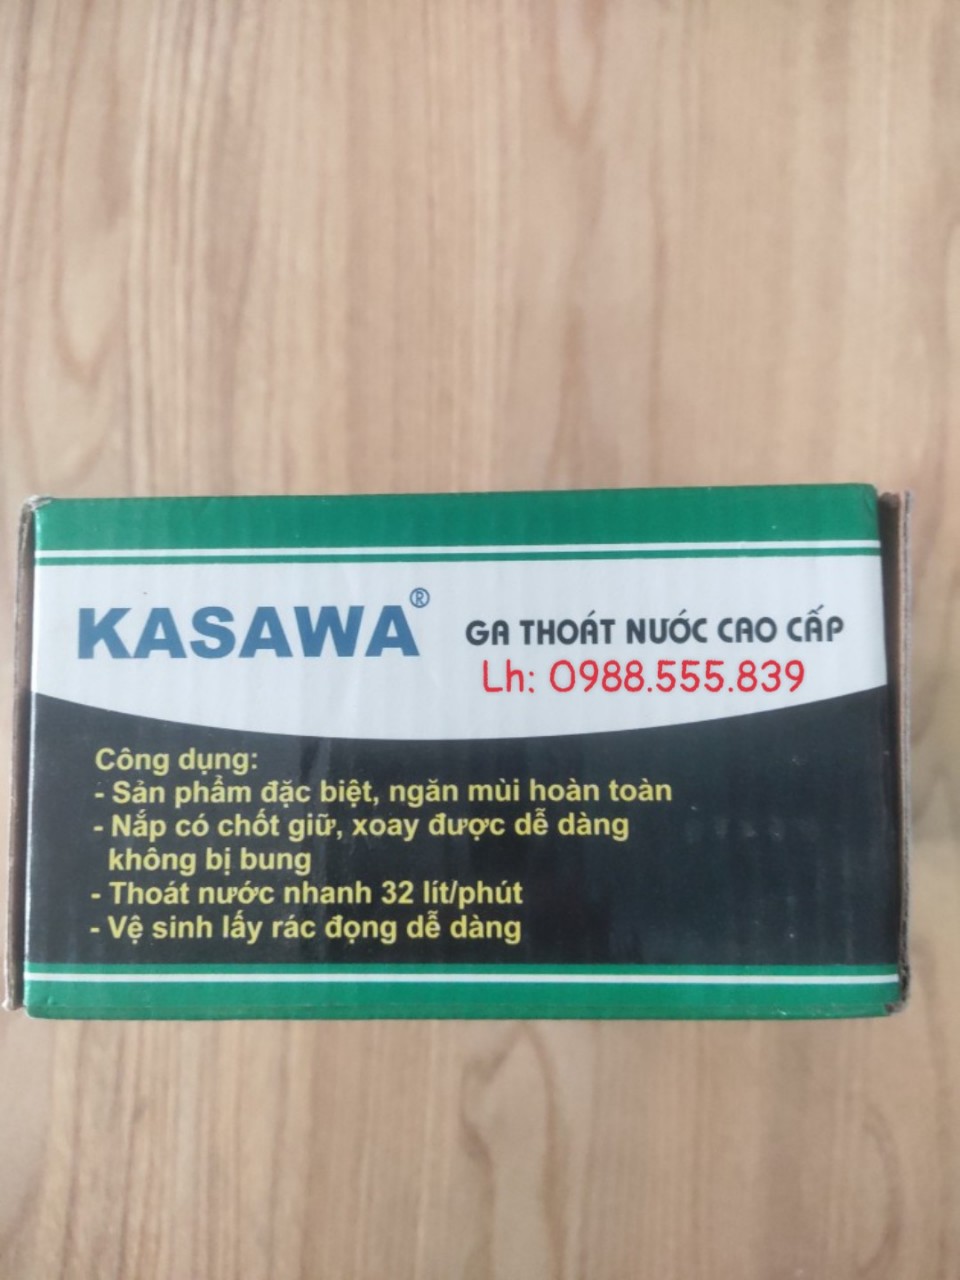 KASAWA®
GA THOÁT NƯỚC CAO CẤP
Lh: 0988.555.839
Công dụng:
- Sản phẩm đặc biệt, ngăn mùi hoàn toàn
- Nắp có chốt giữ, xoay được dễ dàng
không bị bung
- Thoát nước nhanh 32 lít/phút
- Vệ sinh lấy rác đọng dễ dàng